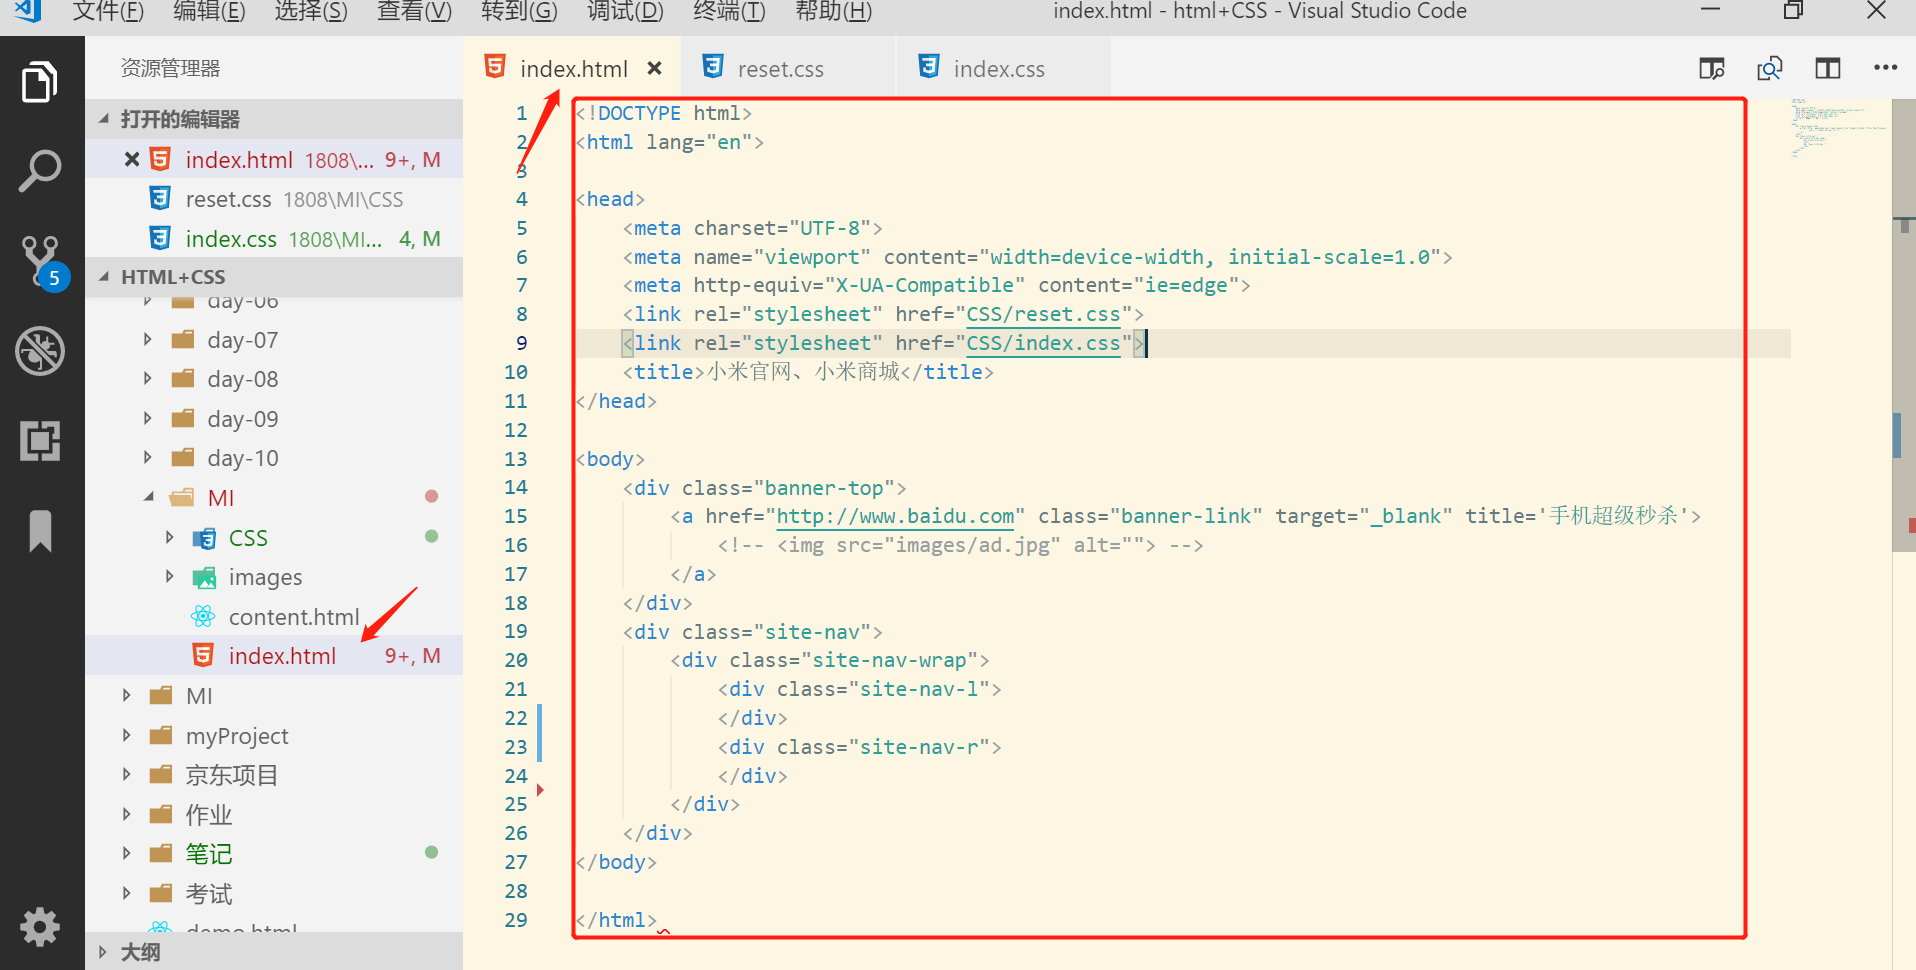 文件(F) 编辑(E) 选择(S) 查看(V) 转到(G) 调试(D) 终端(T) 帮助(H) index.html - html+CSS - Visual Studio Code
资源管理器
打开的编辑器
index.html 1808\... 9+, M
reset.css 1808\MI\CSS
index.css 1808\MI... 4, M
HTML+CSS
day-06
day-07
day-08
day-09
day-10
MI
CSS
images
content.html
index.html 9+, M
MI
myProject
京东项目
作业
笔记
考试
demo.html
大纲
5
index.html reset.css index.css
1 <!DOCTYPE html>
2 <html lang="en">
3
4 <head>
5 <meta charset="UTF-8">
6 <meta name="viewport" content="width=device-width, initial-scale=1.0">
7 <meta http-equiv="X-UA-Compatible" content="ie=edge">
8 <link rel="stylesheet" href="CSS/reset.css">
9 <link rel="stylesheet" href="CSS/index.css">
10 <title>小米官网、小米商城</title>
11 </head>
12
13 <body>
14 <div class="banner-top">
15 <a href="http://www.baidu.com" class="banner-link" target="_blank" title='手机超级秒杀'>
16 <!-- <img src="images/ad.jpg" alt=""> -->
17 </a>
18 </div>
19 <div class="site-nav">
20 <div class="site-nav-wrap">
21 <div class="site-nav-l">
22 </div>
23 <div class="site-nav-r">
24 </div>
25 </div>
26 </div>
27 </body>
28
29 </html>